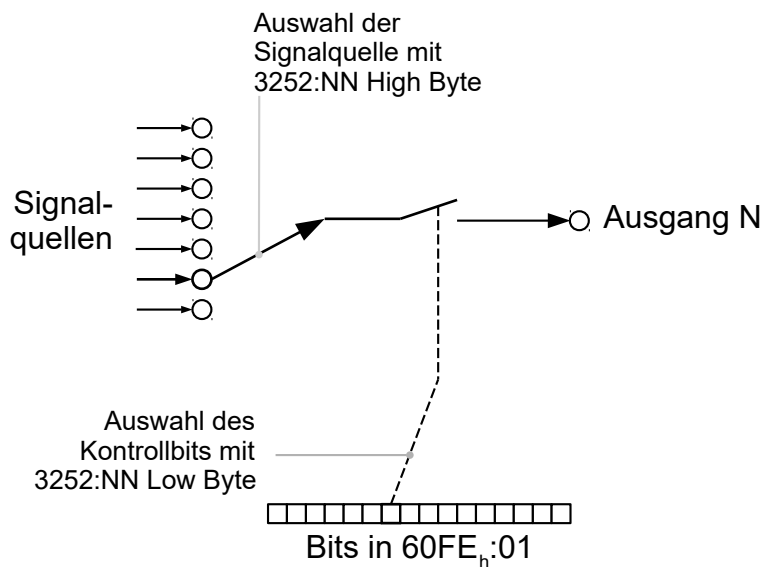 Auswahl der
Signalquelle mit
3252:NN High Byte
Signal-
quellen
Ausgang N
Auswahl des
Kontrollbits mit
3252:NN Low Byte
Bits in 60FEₕ:01